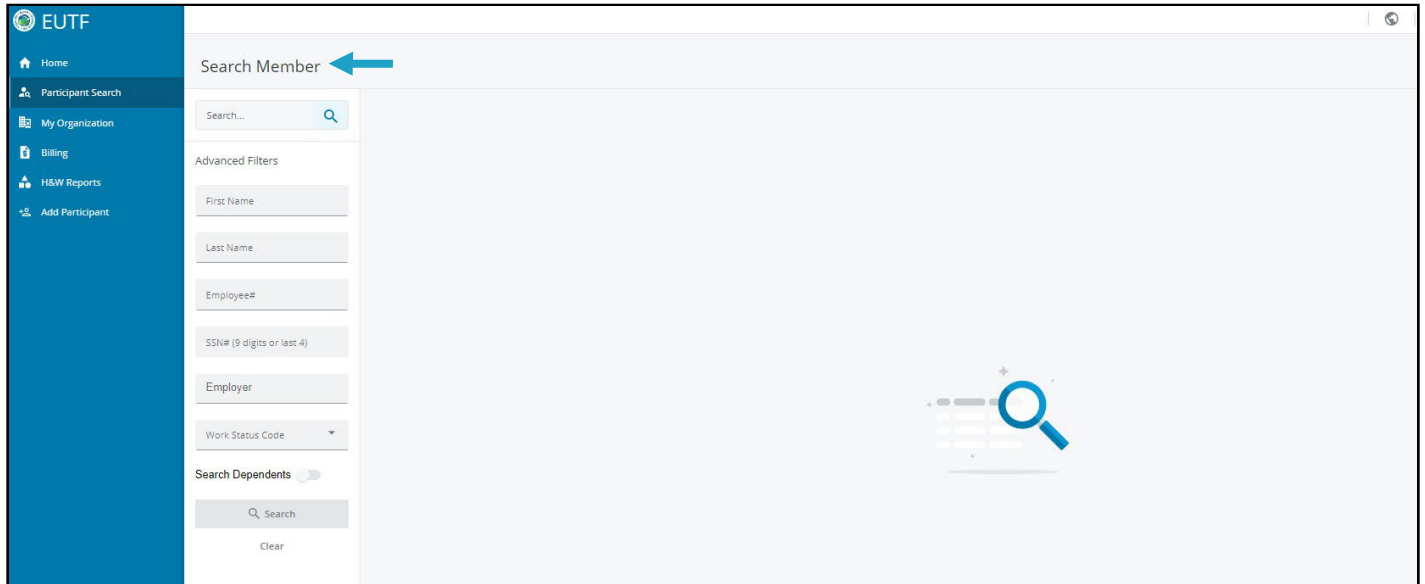 EUTF
Home
Participant Search
My Organization
Billing
H&W Reports
Add Participant
Search Member
Search...
Advanced Filters
First Name
Last Name
Employee#
SSN# (9 digits or last 4)
Employer
Work Status Code
Search Dependents
Search
Clear